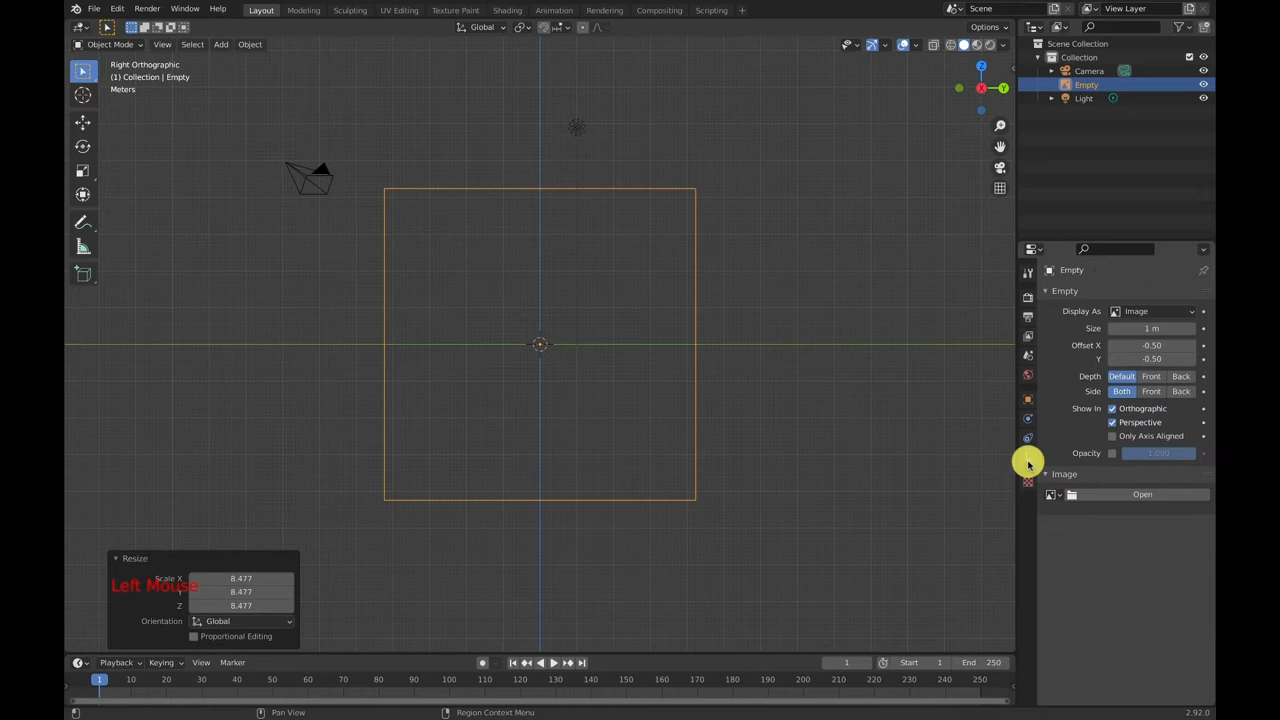 File Edit Render Window Help
Layout Modeling Sculpting UV Editing Texture Paint Shading Animation Rendering Compositing Scripting +
Scene
View Layer
Global
Options
Object Mode View Select Add Object
Right Orthographic
(1) Collection | Empty
Meters
Z
X
Y
Scene Collection
Collection
Camera
Empty
Light
Empty
Empty
Display As Image
Size 1 m
Offset X -0.50
Y -0.50
Depth Default Front Back
Side Both Front Back
Show In Orthographic
Perspective
Only Axis Aligned
Opacity 1.000
Image
Open
Resize
Scale X 8.477
Left Mouse
Y 8.477
Z 8.477
Orientation Global
Proportional Editing
Playback Keying View Marker
1 Start 1 End 250
1 10 20 30 40 50 60 70 80 90 100 110 120 130 140 150 160 170 180 190 200 210 220 230 240 250
Pan View
Region Context Menu
2.92.0